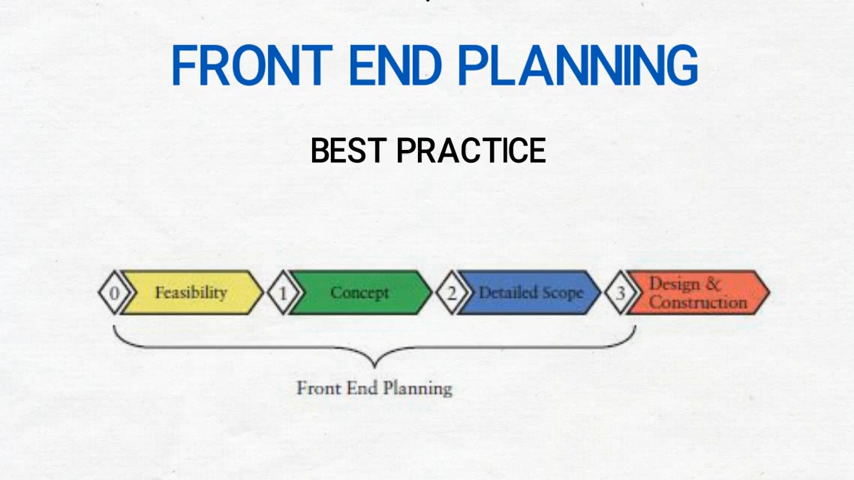 FRONT END PLANNING
BEST PRACTICE
0 Feasibility 1 Concept 2 Detailed Scope 3 Design &
Construction
Front End Planning